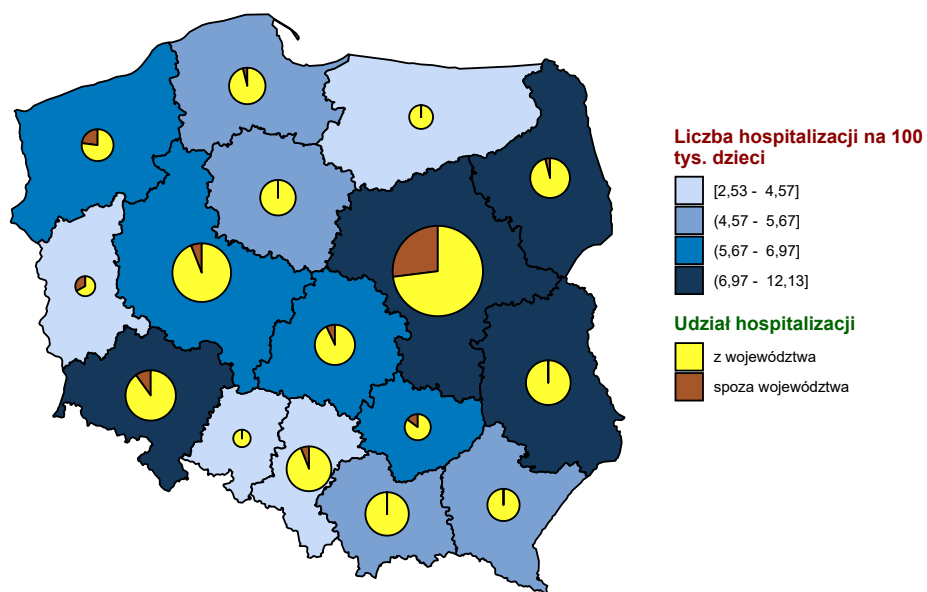 Liczba hospitalizacji na 100
tys. dzieci
[2,53 - 4,57]
(4,57 - 5,67]
(5,67 - 6,97]
(6,97 - 12,13]
Udział hospitalizacji
z województwa
spoza województwa